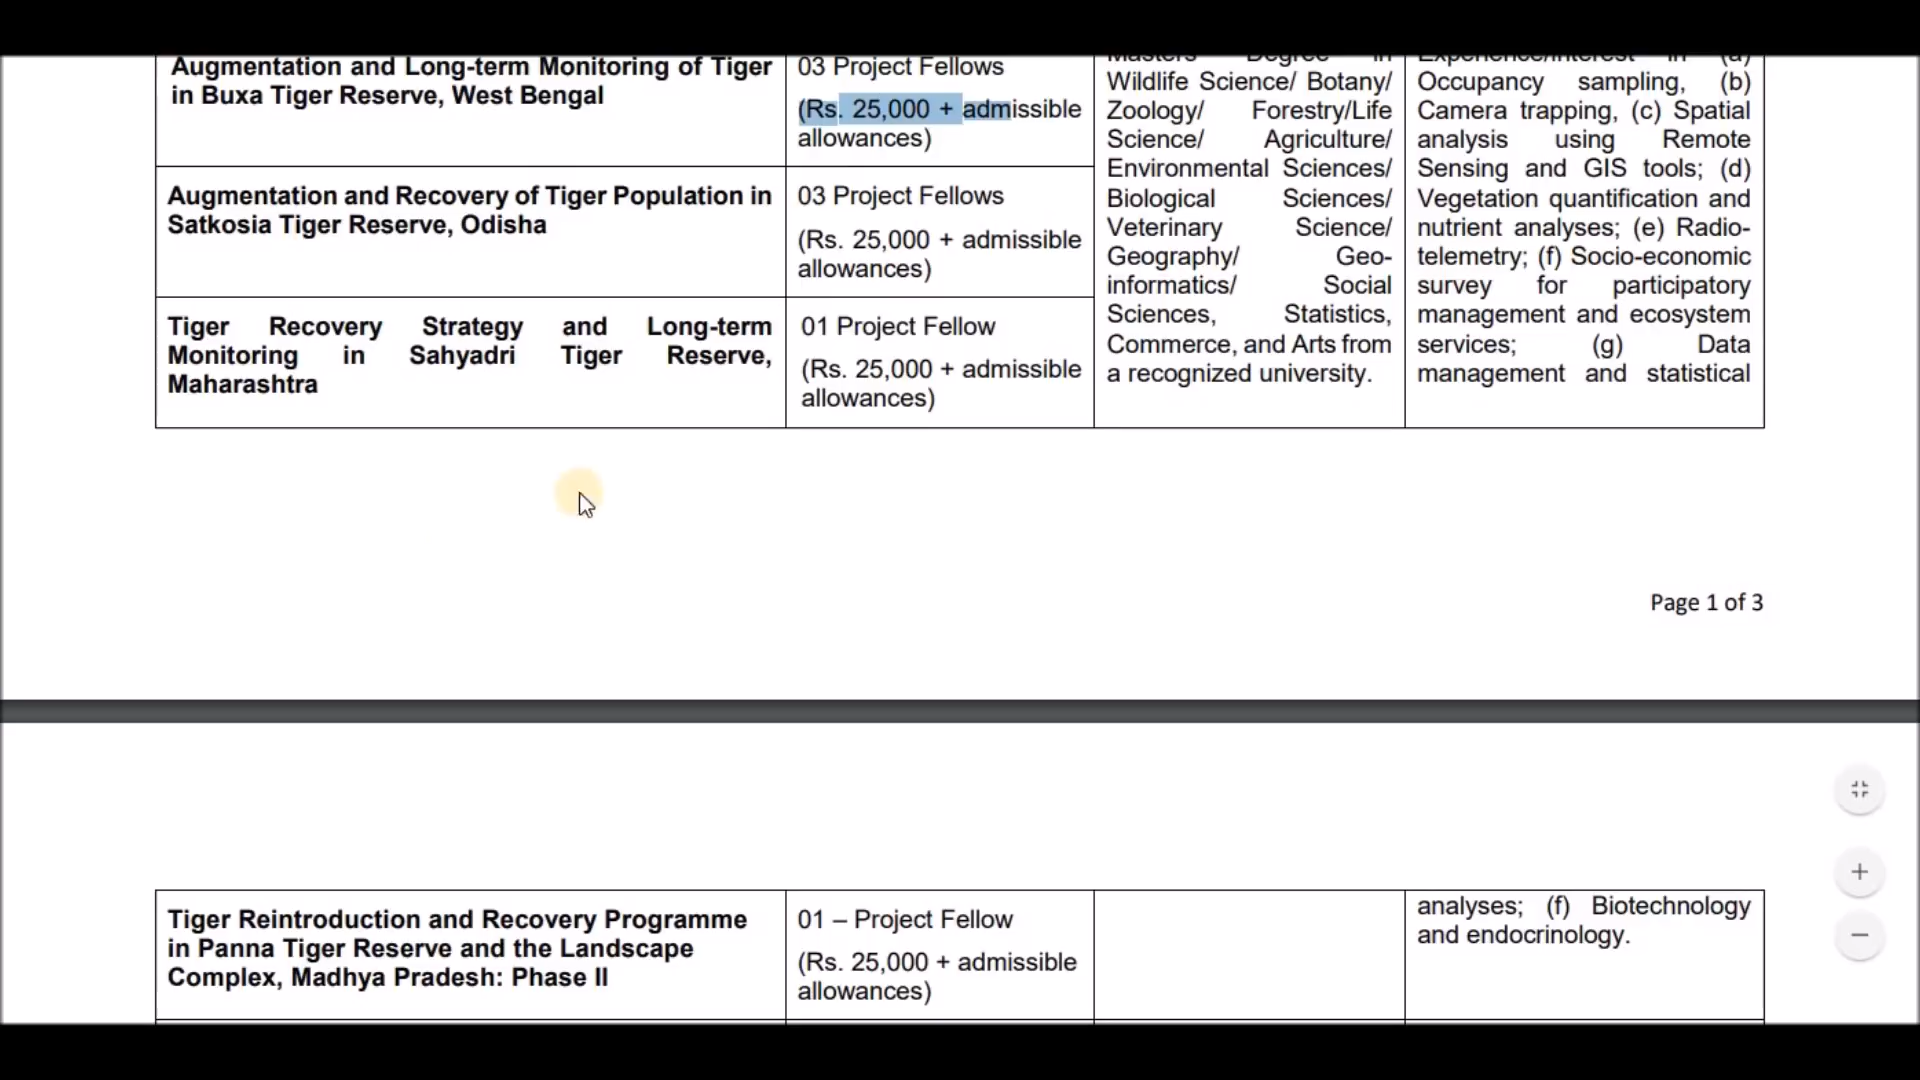 Augmentation and Long-term Monitoring of Tiger
in Buxa Tiger Reserve, West Bengal
03 Project Fellows
(Rs. 25,000 + admissible
allowances)
Augmentation and Recovery of Tiger Population in
Satkosia Tiger Reserve, Odisha
03 Project Fellows
(Rs. 25,000 + admissible
allowances)
Tiger Recovery Strategy and Long-term
Monitoring in Sahyadri Tiger Reserve,
Maharashtra
01 Project Fellow
(Rs. 25,000 + admissible
allowances)
Masters Degree in
Wildlife Science/ Botany/
Zoology/ Forestry/Life
Science/ Agriculture/
Environmental Sciences/
Biological Sciences/
Veterinary Science/
Geography/ Geo-
informatics/ Social
Sciences, Statistics,
Commerce, and Arts from
a recognized university.
Experience/Interest in (a)
Occupancy sampling, (b)
Camera trapping, (c) Spatial
analysis using Remote
Sensing and GIS tools; (d)
Vegetation quantification and
nutrient analyses; (e) Radio-
telemetry; (f) Socio-economic
survey for participatory
management and ecosystem
services; (g) Data
management and statistical
Page 1 of 3
Tiger Reintroduction and Recovery Programme
in Panna Tiger Reserve and the Landscape
Complex, Madhya Pradesh: Phase II
01 – Project Fellow
(Rs. 25,000 + admissible
allowances)
analyses; (f) Biotechnology
and endocrinology.